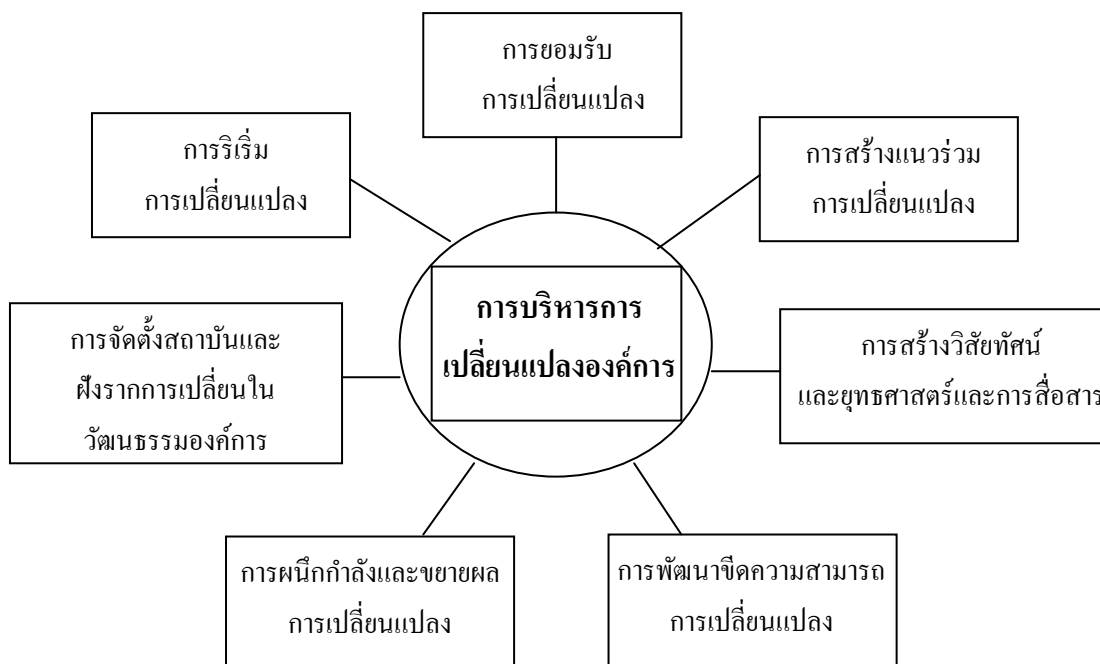 การยอมรับ
การเปลี่ยนแปลง
การริเริ่ม
การเปลี่ยนแปลง
การสร้างแนวร่วม
การเปลี่ยนแปลง
การบริหารการ
เปลี่ยนแปลงองค์การ
การจัดตั้งสถาบันและ
ฝังรากการเปลี่ยนใน
วัฒนธรรมองค์การ
การสร้างวิสัยทัศน์
และยุทธศาสตร์และการสื่อสาร
การผนึกกำลังและขยายผล
การเปลี่ยนแปลง
การพัฒนาขีดความสามารถ
การเปลี่ยนแปลง